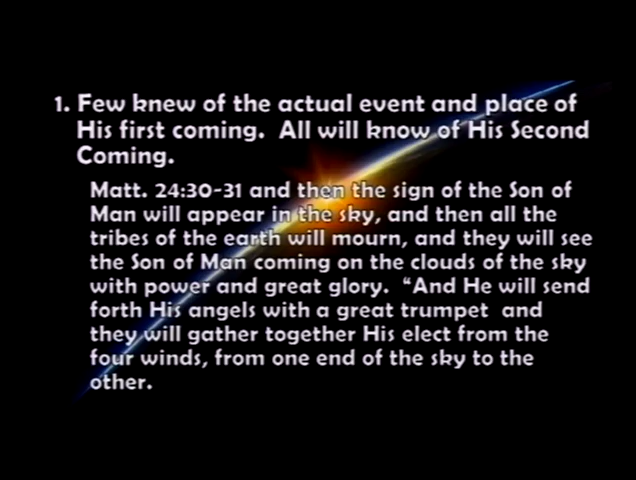 1. Few knew of the actual event and place of
His first coming.  All will know of His Second
Coming.
Matt. 24:30-31 and then the sign of the Son of
Man will appear in the sky, and then all the
tribes of the earth will mourn, and they will see
the Son of Man coming on the clouds of the sky
with power and great glory.  “And He will send
forth His angels with a great trumpet  and
they will gather together His elect from the
four winds, from one end of the sky to the
other.